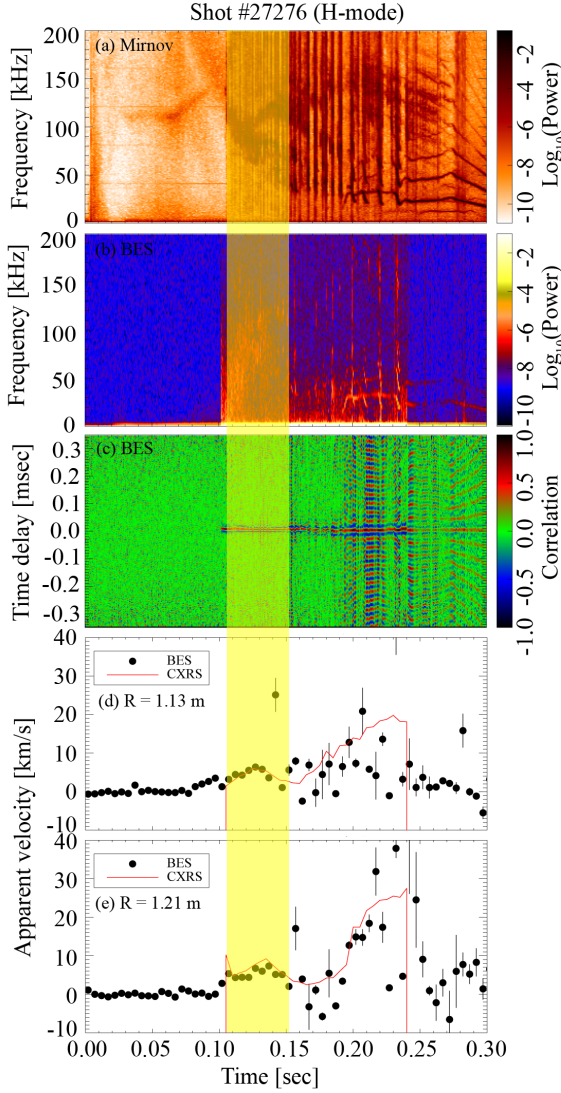 Shot #27276 (H-mode)
(a) Mirnov
Frequency [kHz]
200
150
100
50
0
-2
-4
-6
-8
-10
Log₁₀(Power)
(b) BES
Frequency [kHz]
200
150
100
50
0
-2
-4
-6
-8
-10
Log₁₀(Power)
(c) BES
Time delay [msec]
0.3
0.2
0.1
0.0
-0.1
-0.2
-0.3
1.0
0.5
0.0
-0.5
-1.0
Correlation
BES
CXRS
(d) R = 1.13 m
40
30
20
10
0
-10
Apparent velocity [km/s]
BES
CXRS
(e) R = 1.21 m
40
30
20
10
0
-10
0.00 0.05 0.10 0.15 0.20 0.25 0.30
Time [sec]